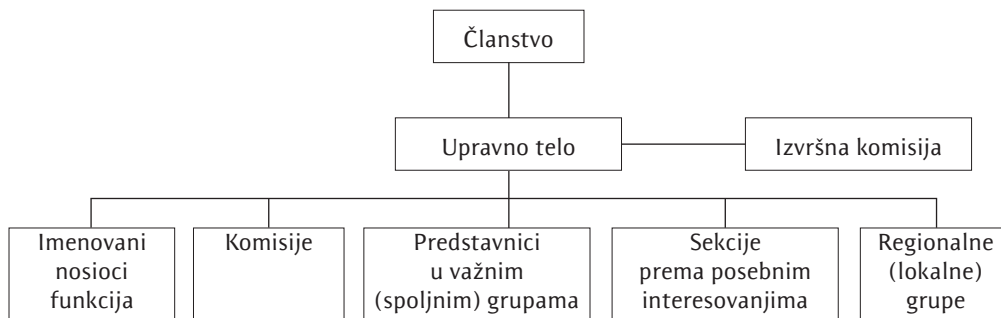 Članstvo
Upravno telo
Izvršna komisija
Imenovani
nosioci
funkcija
Komisije
Predstavnici
u važnim
(spoljnim) grupama
Sekcije
prema posebnim
interesovanjima
Regionalne
(lokalne)
grupe